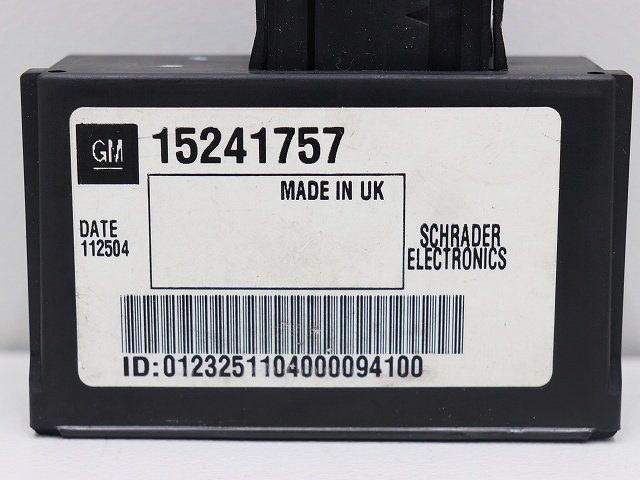 GM 15241757
MADE IN UK
DATE
112504
SCHRADER
ELECTRONICS
ID:0123251104000094100